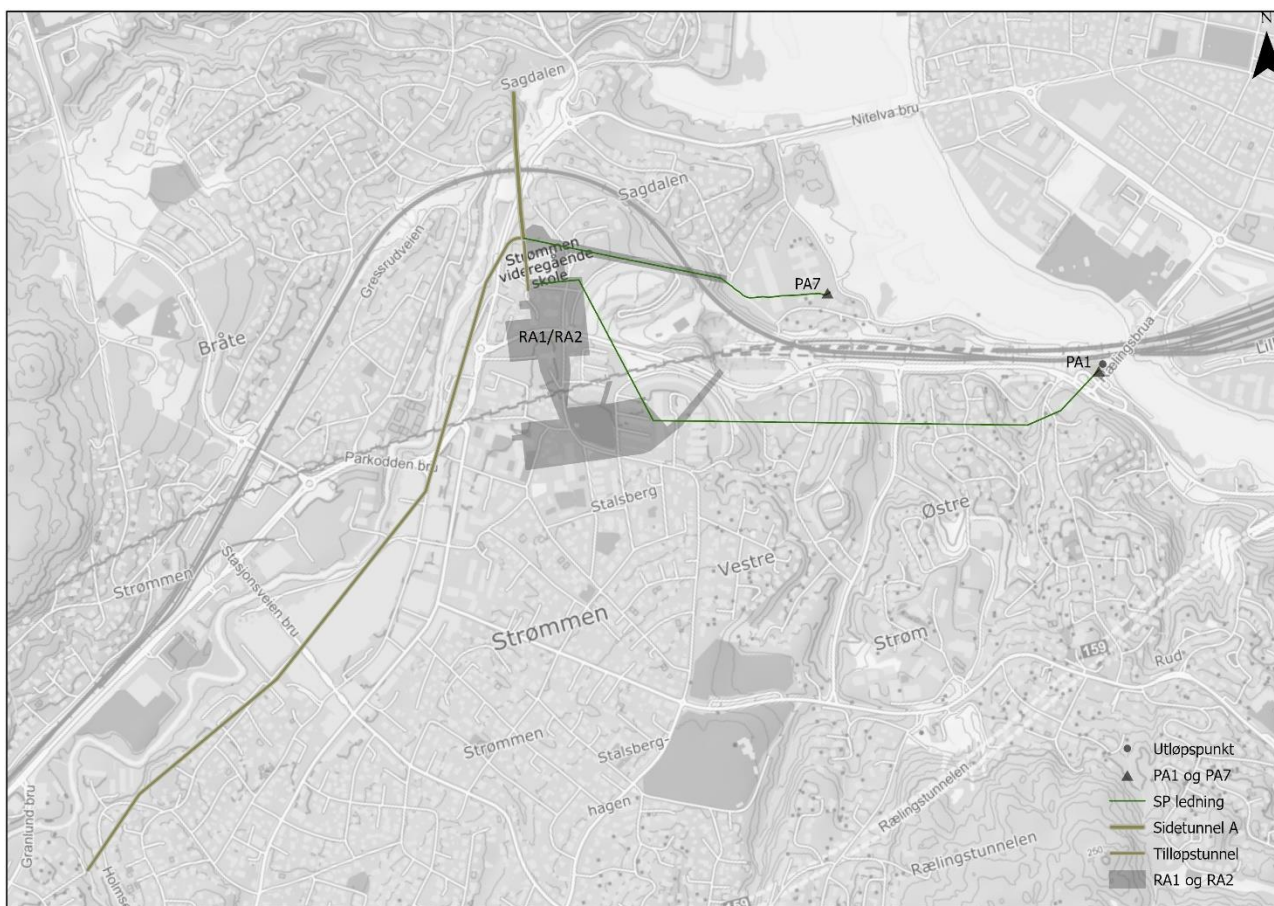 N
Sagdalen
Nitelva bru
Sagdalen
Gressrudveien
Strømmen
videregående
skole
PA7
Bråte
RA1/RA2
PA1
Rælingsbrua
Parkodden bru
Stalsberg
Østre
Strømmen
Stasjonsveien bru
Vestre
Strømmen
Strøm
159
Rud
Strømmen
Stalsberg-
hagen
Rælingstunnelen
Granlund bru
Rælingstunnelen
250
159
Utløpspunkt
PA1 og PA7
SP ledning
Sidetunnel A
Tilløpstunnel
RA1 og RA2